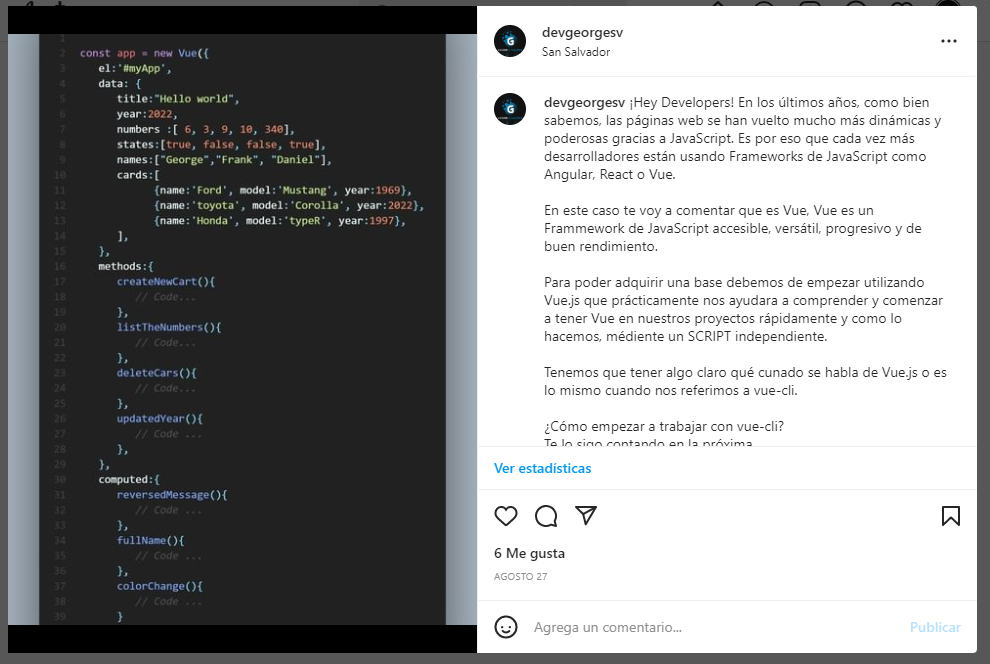 1
2 const app = new Vue({
3 el:'#myApp',
4 data: {
5 title:"Hello world",
6 year:2022,
7 numbers :[ 6, 3, 9, 10, 340],
8 states:[true, false, false, true],
9 names:["George","Frank", "Daniel"],
10 cards:[
11 {name:'Ford', model:'Mustang', year:1969},
12 {name:'toyota', model:'Corolla', year:2022},
13 {name:'Honda', model:'typeR', year:1997},
14 ],
15 },
16 methods:{
17 createNewCart(){
18 // Code...
19 },
20 listTheNumbers(){
21 // Code...
22 },
23 deleteCars(){
24 // Code...
25 },
26 updatedYear(){
27 // Code ...
28 },
29 },
30 computed:{
31 reversedMessage(){
32 // Code ...
33 },
34 fullName(){
35 // Code ...
36 },
37 colorChange(){
38 // Code ...
39 }
devgeorgesv
San Salvador
devgeorgesv ¡Hey Developers! En los últimos años, como bien
sabemos, las páginas web se han vuelto mucho más dinámicas y
poderosas gracias a JavaScript. Es por eso que cada vez más
desarrolladores están usando Frameworks de JavaScript como
Angular, React o Vue.
En este caso te voy a comentar que es Vue, Vue es un
Frammework de JavaScript accesible, versátil, progresivo y de
buen rendimiento.
Para poder adquirir una base debemos de empezar utilizando
Vue.js que prácticamente nos ayudara a comprender y comenzar
a tener Vue en nuestros proyectos rápidamente y como lo
hacemos, médiente un SCRIPT independiente.
Tenemos que tener algo claro qué cunado se habla de Vue.js o es
lo mismo cuando nos referimos a vue-cli.
¿Cómo empezar a trabajar con vue-cli?
Te lo sigo contando en la próxima
Ver estadísticas
6 Me gusta
AGOSTO 27
Agrega un comentario...
Publicar